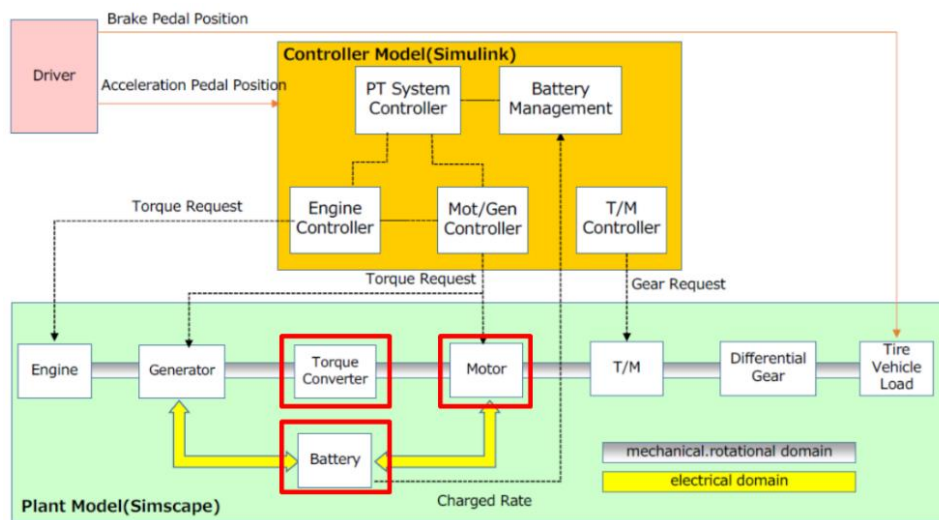 Brake Pedal Position
Driver
Acceleration Pedal Position
Controller Model(Simulink)
PT System
Controller
Battery
Management
Torque Request
Engine
Controller
Mot/Gen
Controller
T/M
Controller
Torque Request
Gear Request
Engine
Generator
Torque
Converter
Motor
T/M
Differential
Gear
Tire
Vehicle
Load
Battery
mechanical.rotational domain
electrical domain
Charged Rate
Plant Model(Simscape)